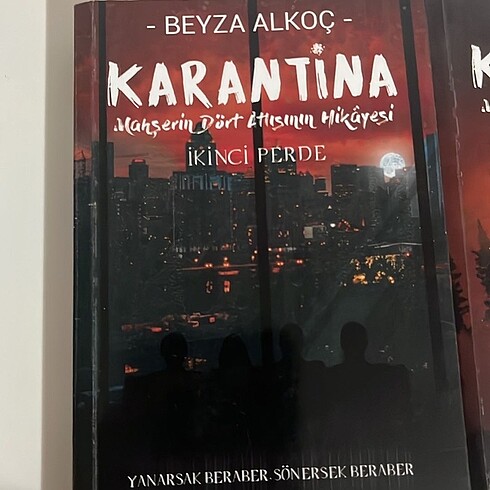 - BEYZA ALKOÇ -
KARANTİNA
Mahşerin Dört Atlısının Hikâyesi
İKİNCİ PERDE
YANARSAK BERABER, SÖNERSEK BERABER